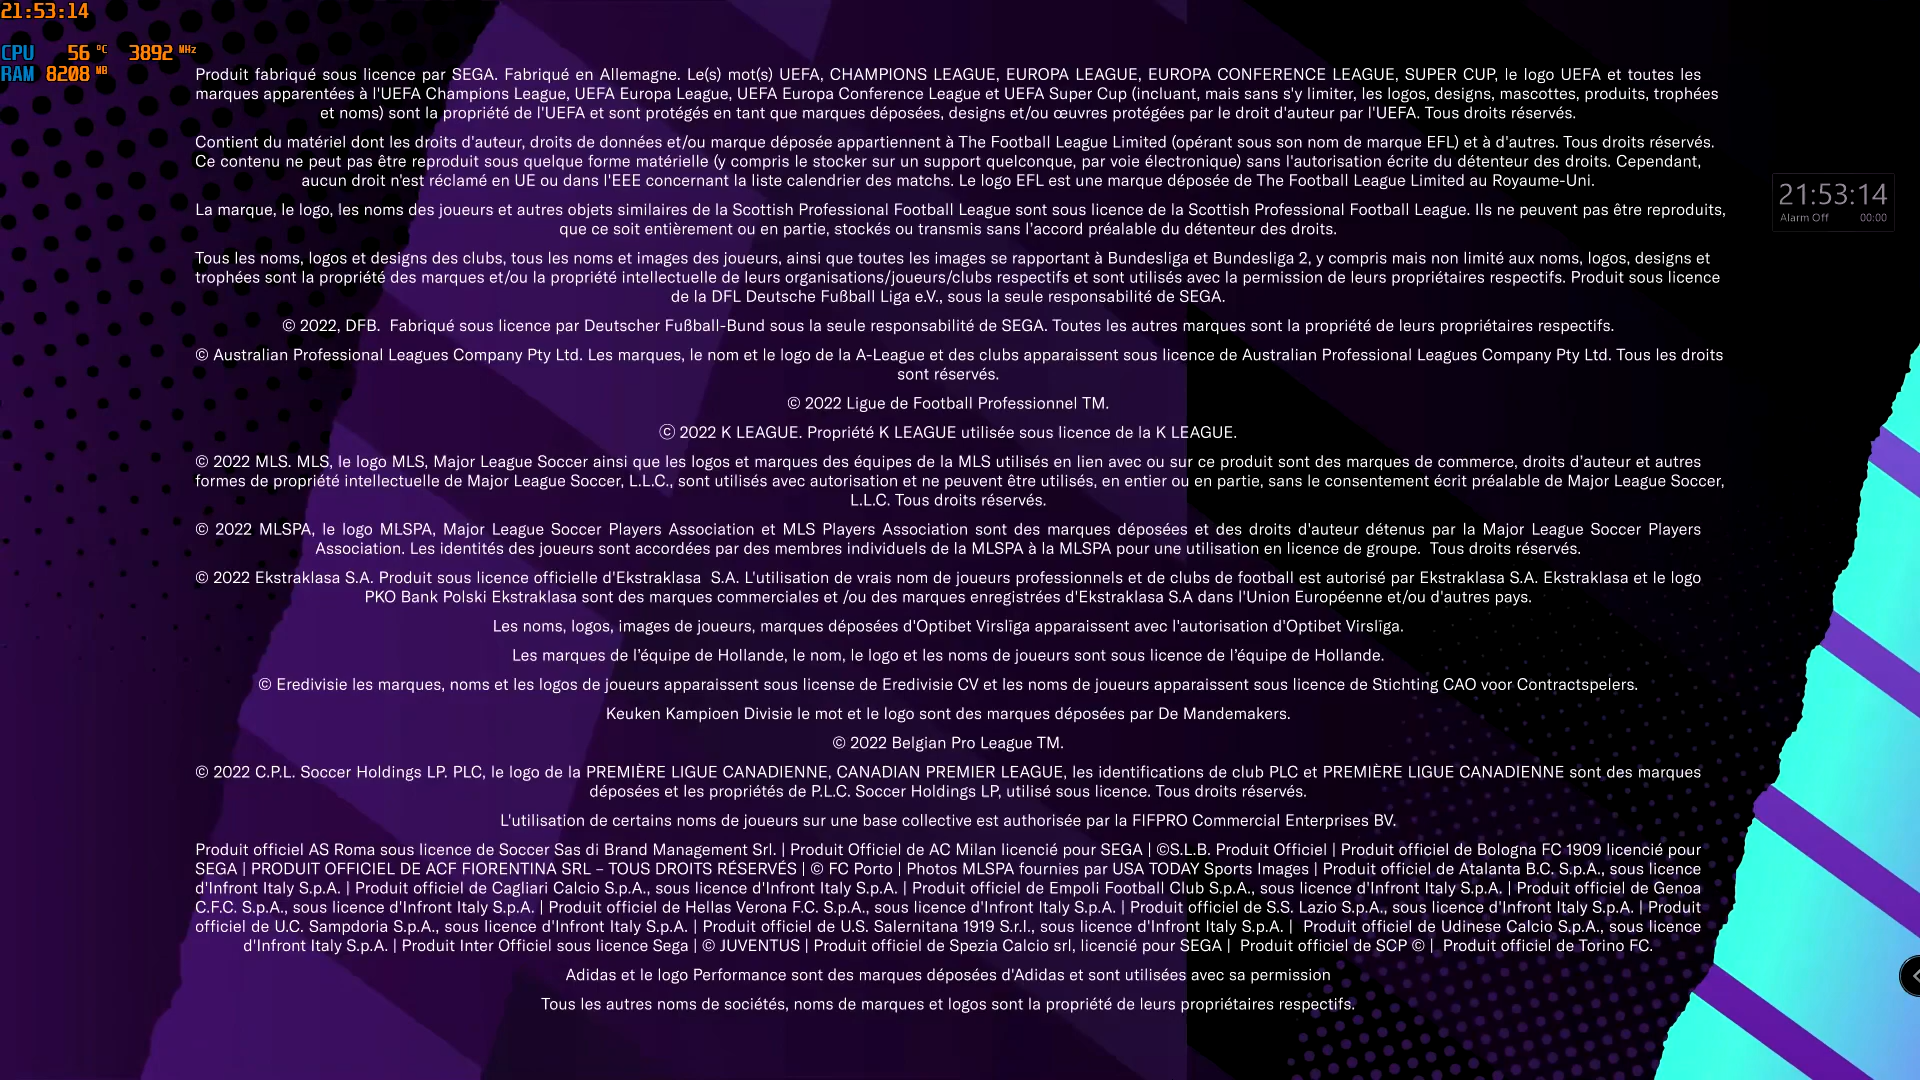 21:53:14
CPU 56 °C 3892 MHz
RAM 8208 MB
Produit fabriqué sous licence par SEGA. Fabriqué en Allemagne. Le(s) mot(s) UEFA, CHAMPIONS LEAGUE, EUROPA LEAGUE, EUROPA CONFERENCE LEAGUE, SUPER CUP, le logo UEFA et toutes les
marques apparentées à l'UEFA Champions League, UEFA Europa League, UEFA Europa Conference League et UEFA Super Cup (incluant, mais sans s'y limiter, les logos, designs, mascottes, produits, trophées
et noms) sont la propriété de l'UEFA et sont protégés en tant que marques déposées, designs et/ou œuvres protégées par le droit d'auteur par l'UEFA. Tous droits réservés.
Contient du matériel dont les droits d'auteur, droits de données et/ou marque déposée appartiennent à The Football League Limited (opérant sous son nom de marque EFL) et à d'autres. Tous droits réservés.
Ce contenu ne peut pas être reproduit sous quelque forme matérielle (y compris le stocker sur un support quelconque, par voie électronique) sans l'autorisation écrite du détenteur des droits. Cependant,
aucun droit n'est réclamé en UE ou dans l'EEE concernant la liste calendrier des matchs. Le logo EFL est une marque déposée de The Football League Limited au Royaume-Uni.
21:53:14
Alarm Off 00:00
La marque, le logo, les noms des joueurs et autres objets similaires de la Scottish Professional Football League sont sous licence de la Scottish Professional Football League. Ils ne peuvent pas être reproduits,
que ce soit entièrement ou en partie, stockés ou transmis sans l'accord préalable du détenteur des droits.
Tous les noms, logos et designs des clubs, tous les noms et images des joueurs, ainsi que toutes les images se rapportant à Bundesliga et Bundesliga 2, y compris mais non limité aux noms, logos, designs et
trophées sont la propriété des marques et/ou la propriété intellectuelle de leurs organisations/joueurs/clubs respectifs et sont utilisés avec la permission de leurs propriétaires respectifs. Produit sous licence
de la DFL Deutsche Fußball Liga e.V., sous la seule responsabilité de SEGA.
© 2022, DFB. Fabriqué sous licence par Deutscher Fußball-Bund sous la seule responsabilité de SEGA. Toutes les autres marques sont la propriété de leurs propriétaires respectifs.
© Australian Professional Leagues Company Pty Ltd. Les marques, le nom et le logo de la A-League et des clubs apparaissent sous licence de Australian Professional Leagues Company Pty Ltd. Tous les droits
sont réservés.
© 2022 Ligue de Football Professionnel TM.
ⓒ 2022 K LEAGUE. Propriété K LEAGUE utilisée sous licence de la K LEAGUE.
© 2022 MLS. MLS, le logo MLS, Major League Soccer ainsi que les logos et marques des équipes de la MLS utilisés en lien avec ou sur ce produit sont des marques de commerce, droits d'auteur et autres
formes de propriété intellectuelle de Major League Soccer, L.L.C., sont utilisés avec autorisation et ne peuvent être utilisés, en entier ou en partie, sans le consentement écrit préalable de Major League Soccer,
L.L.C. Tous droits réservés.
© 2022 MLSPA, le logo MLSPA, Major League Soccer Players Association et MLS Players Association sont des marques déposées et des droits d'auteur détenus par la Major League Soccer Players
Association. Les identités des joueurs sont accordées par des membres individuels de la MLSPA à la MLSPA pour une utilisation en licence de groupe. Tous droits réservés.
© 2022 Ekstraklasa S.A. Produit sous licence officielle d'Ekstraklasa S.A. L'utilisation de vrais nom de joueurs professionnels et de clubs de football est autorisé par Ekstraklasa S.A. Ekstraklasa et le logo
PKO Bank Polski Ekstraklasa sont des marques commerciales et /ou des marques enregistrées d'Ekstraklasa S.A dans l'Union Européenne et/ou d'autres pays.
Les noms, logos, images de joueurs, marques déposées d'Optibet Virslīga apparaissent avec l'autorisation d'Optibet Virslīga.
Les marques de l’équipe de Hollande, le nom, le logo et les noms de joueurs sont sous licence de l’équipe de Hollande.
© Eredivisie les marques, noms et les logos de joueurs apparaissent sous license de Eredivisie CV et les noms de joueurs apparaissent sous licence de Stichting CAO voor Contractspelers.
Keuken Kampioen Divisie le mot et le logo sont des marques déposées par De Mandemakers.
© 2022 Belgian Pro League TM.
© 2022 C.P.L. Soccer Holdings LP. PLC, le logo de la PREMIÈRE LIGUE CANADIENNE, CANADIAN PREMIER LEAGUE, les identifications de club PLC et PREMIÈRE LIGUE CANADIENNE sont des marques
déposées et les propriétés de P.L.C. Soccer Holdings LP, utilisé sous licence. Tous droits réservés.
L'utilisation de certains noms de joueurs sur une base collective est authorisée par la FIFPRO Commercial Enterprises BV.
Produit officiel AS Roma sous licence de Soccer Sas di Brand Management Srl. | Produit Officiel de AC Milan licencié pour SEGA | ©S.L.B. Produit Officiel | Produit officiel de Bologna FC 1909 licencié pour
SEGA | PRODUIT OFFICIEL DE ACF FIORENTINA SRL – TOUS DROITS RÉSERVÉS | © FC Porto | Photos MLSPA fournies par USA TODAY Sports Images | Produit officiel de Atalanta B.C. S.p.A., sous licence
d'Infront Italy S.p.A. | Produit officiel de Cagliari Calcio S.p.A., sous licence d'Infront Italy S.p.A. | Produit officiel de Empoli Football Club S.p.A., sous licence d'Infront Italy S.p.A. | Produit officiel de Genoa
C.F.C. S.p.A., sous licence d'Infront Italy S.p.A. | Produit officiel de Hellas Verona F.C. S.p.A., sous licence d'Infront Italy S.p.A. | Produit officiel de S.S. Lazio S.p.A., sous licence d'Infront Italy S.p.A. | Produit
officiel de U.C. Sampdoria S.p.A., sous licence d'Infront Italy S.p.A. | Produit officiel de U.S. Salernitana 1919 S.r.l., sous licence d'Infront Italy S.p.A. | Produit officiel de Udinese Calcio S.p.A., sous licence
d'Infront Italy S.p.A. | Produit Inter Officiel sous licence Sega | © JUVENTUS | Produit officiel de Spezia Calcio srl, licencié pour SEGA | Produit officiel de SCP © | Produit officiel de Torino FC.
Adidas et le logo Performance sont des marques déposées d'Adidas et sont utilisées avec sa permission
Tous les autres noms de sociétés, noms de marques et logos sont la propriété de leurs propriétaires respectifs.